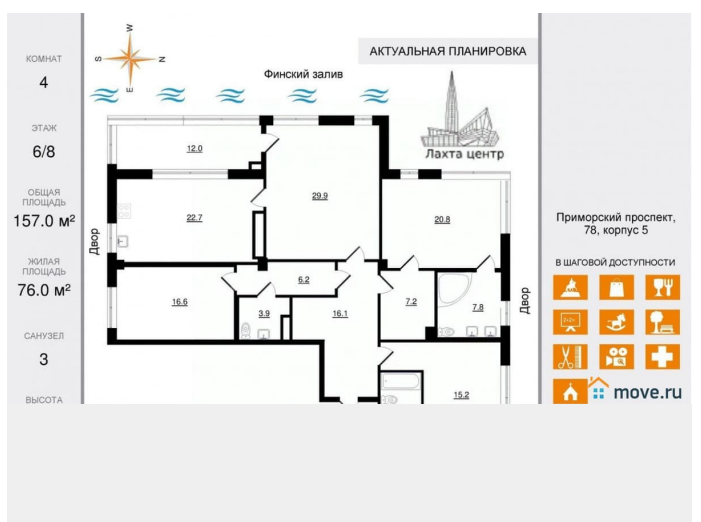 КОМНАТ
4
ЭТАЖ
6/8
ОБЩАЯ
ПЛОЩАДЬ
157.0 м²
ЖИЛАЯ
ПЛОЩАДЬ
76.0 м²
САНУЗЕЛ
3
ВЫСОТА
W
S
N
E
АКТУАЛЬНАЯ ПЛАНИРОВКА
Финский залив
Лахта центр
12.0
29.9
22.7
20.8
Двор
6.2
16.6
3.9
16.1
7.2
7.8
Двор
15.2
Приморский проспект,
78, корпус 5
В ШАГОВОЙ ДОСТУПНОСТИ
2+2=
move.ru